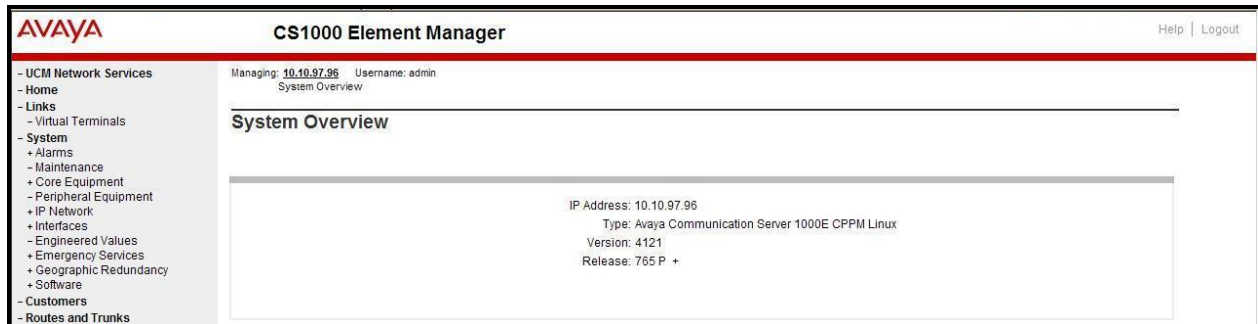 AVAYA
CS1000 Element Manager
Help | Logout
- UCM Network Services
- Home
- Links
- Virtual Terminals
- System
+ Alarms
- Maintenance
+ Core Equipment
- Peripheral Equipment
+ IP Network
+ Interfaces
- Engineered Values
+ Emergency Services
+ Geographic Redundancy
+ Software
- Customers
- Routes and Trunks
Managing: 10.10.97.96 Username: admin
System Overview
System Overview
IP Address: 10.10.97.96
Type: Avaya Communication Server 1000E CPPM Linux
Version: 4121
Release: 765 P +